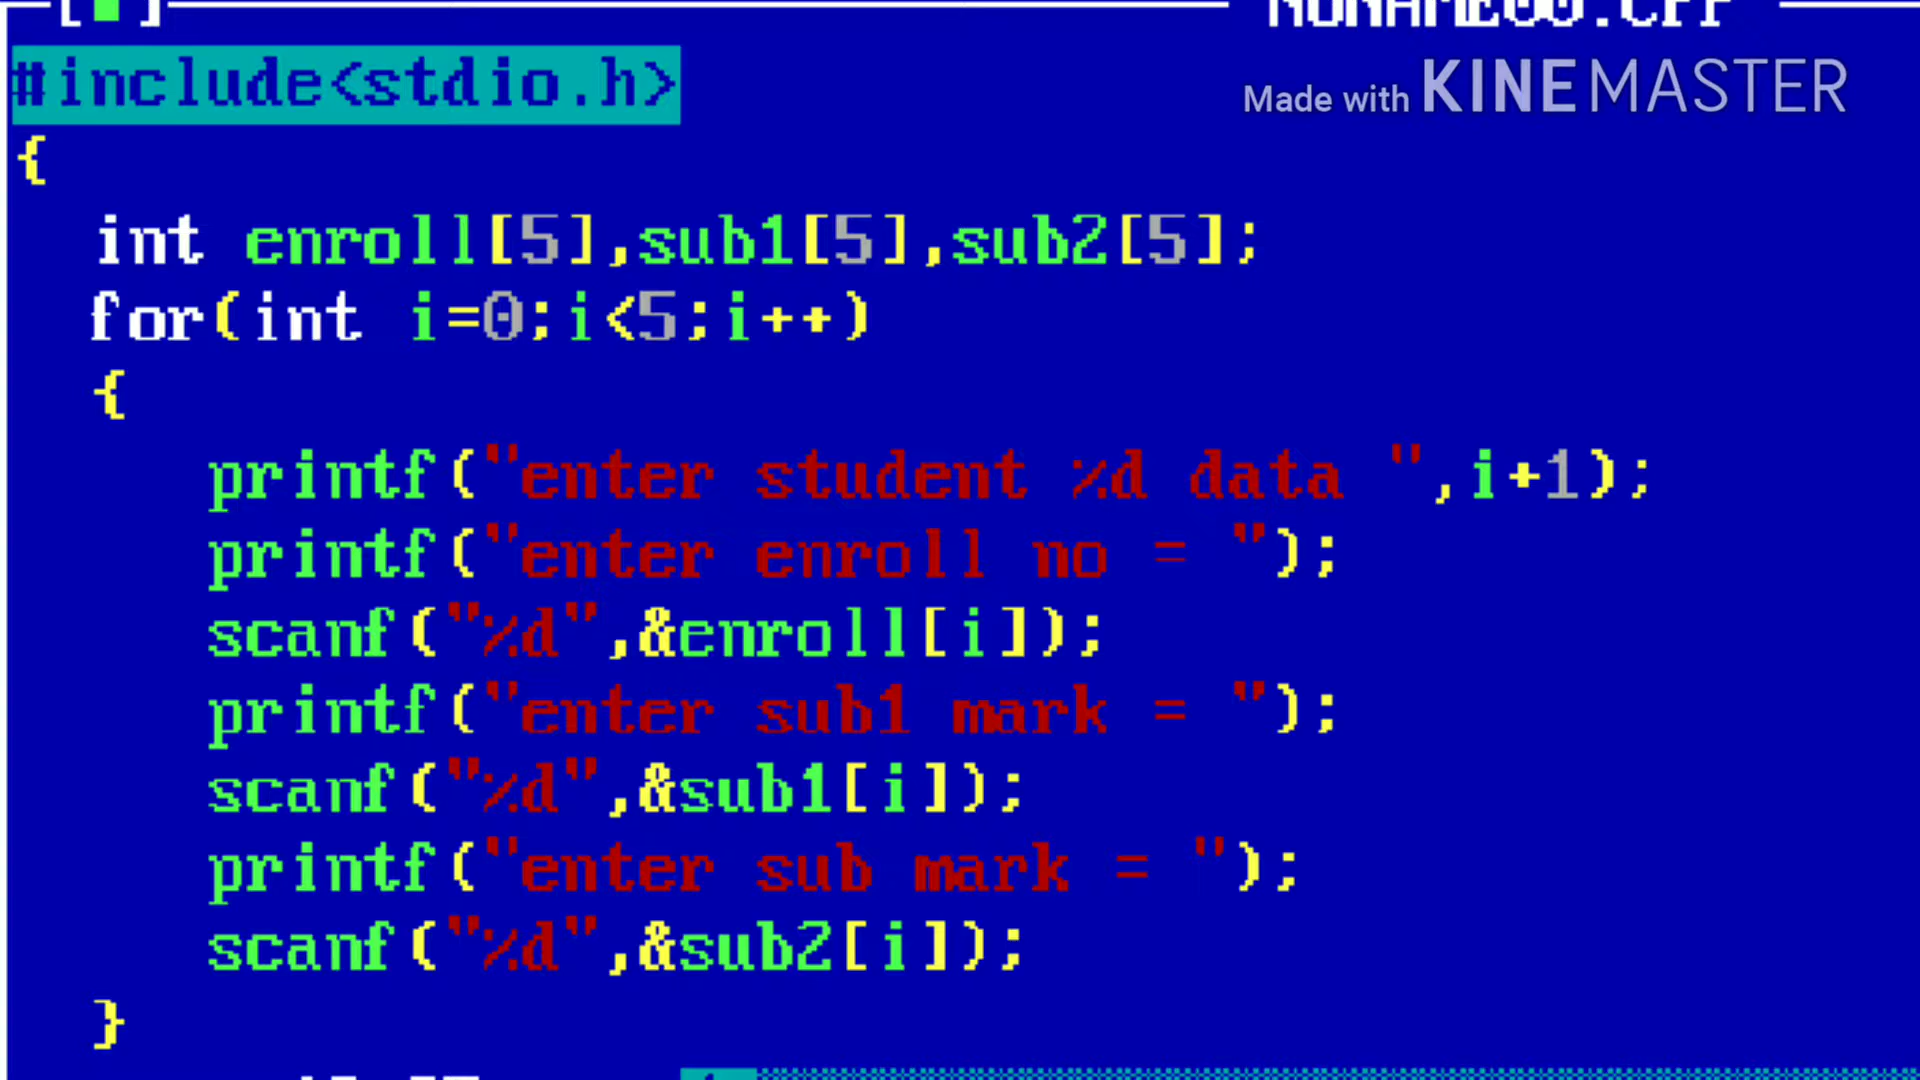 [■] NONAME00.CPP
Made with KINEMASTER
#include<stdio.h>
{
int enroll[5],sub1[5],sub2[5];
for(int i=0;i<5;i++)
{
printf("enter student %d data ",i+1);
printf("enter enroll no = ");
scanf("%d",&enroll[i]);
printf("enter sub1 mark = ");
scanf("%d",&sub1[i]);
printf("enter sub mark = ");
scanf("%d",&sub2[i]);
}